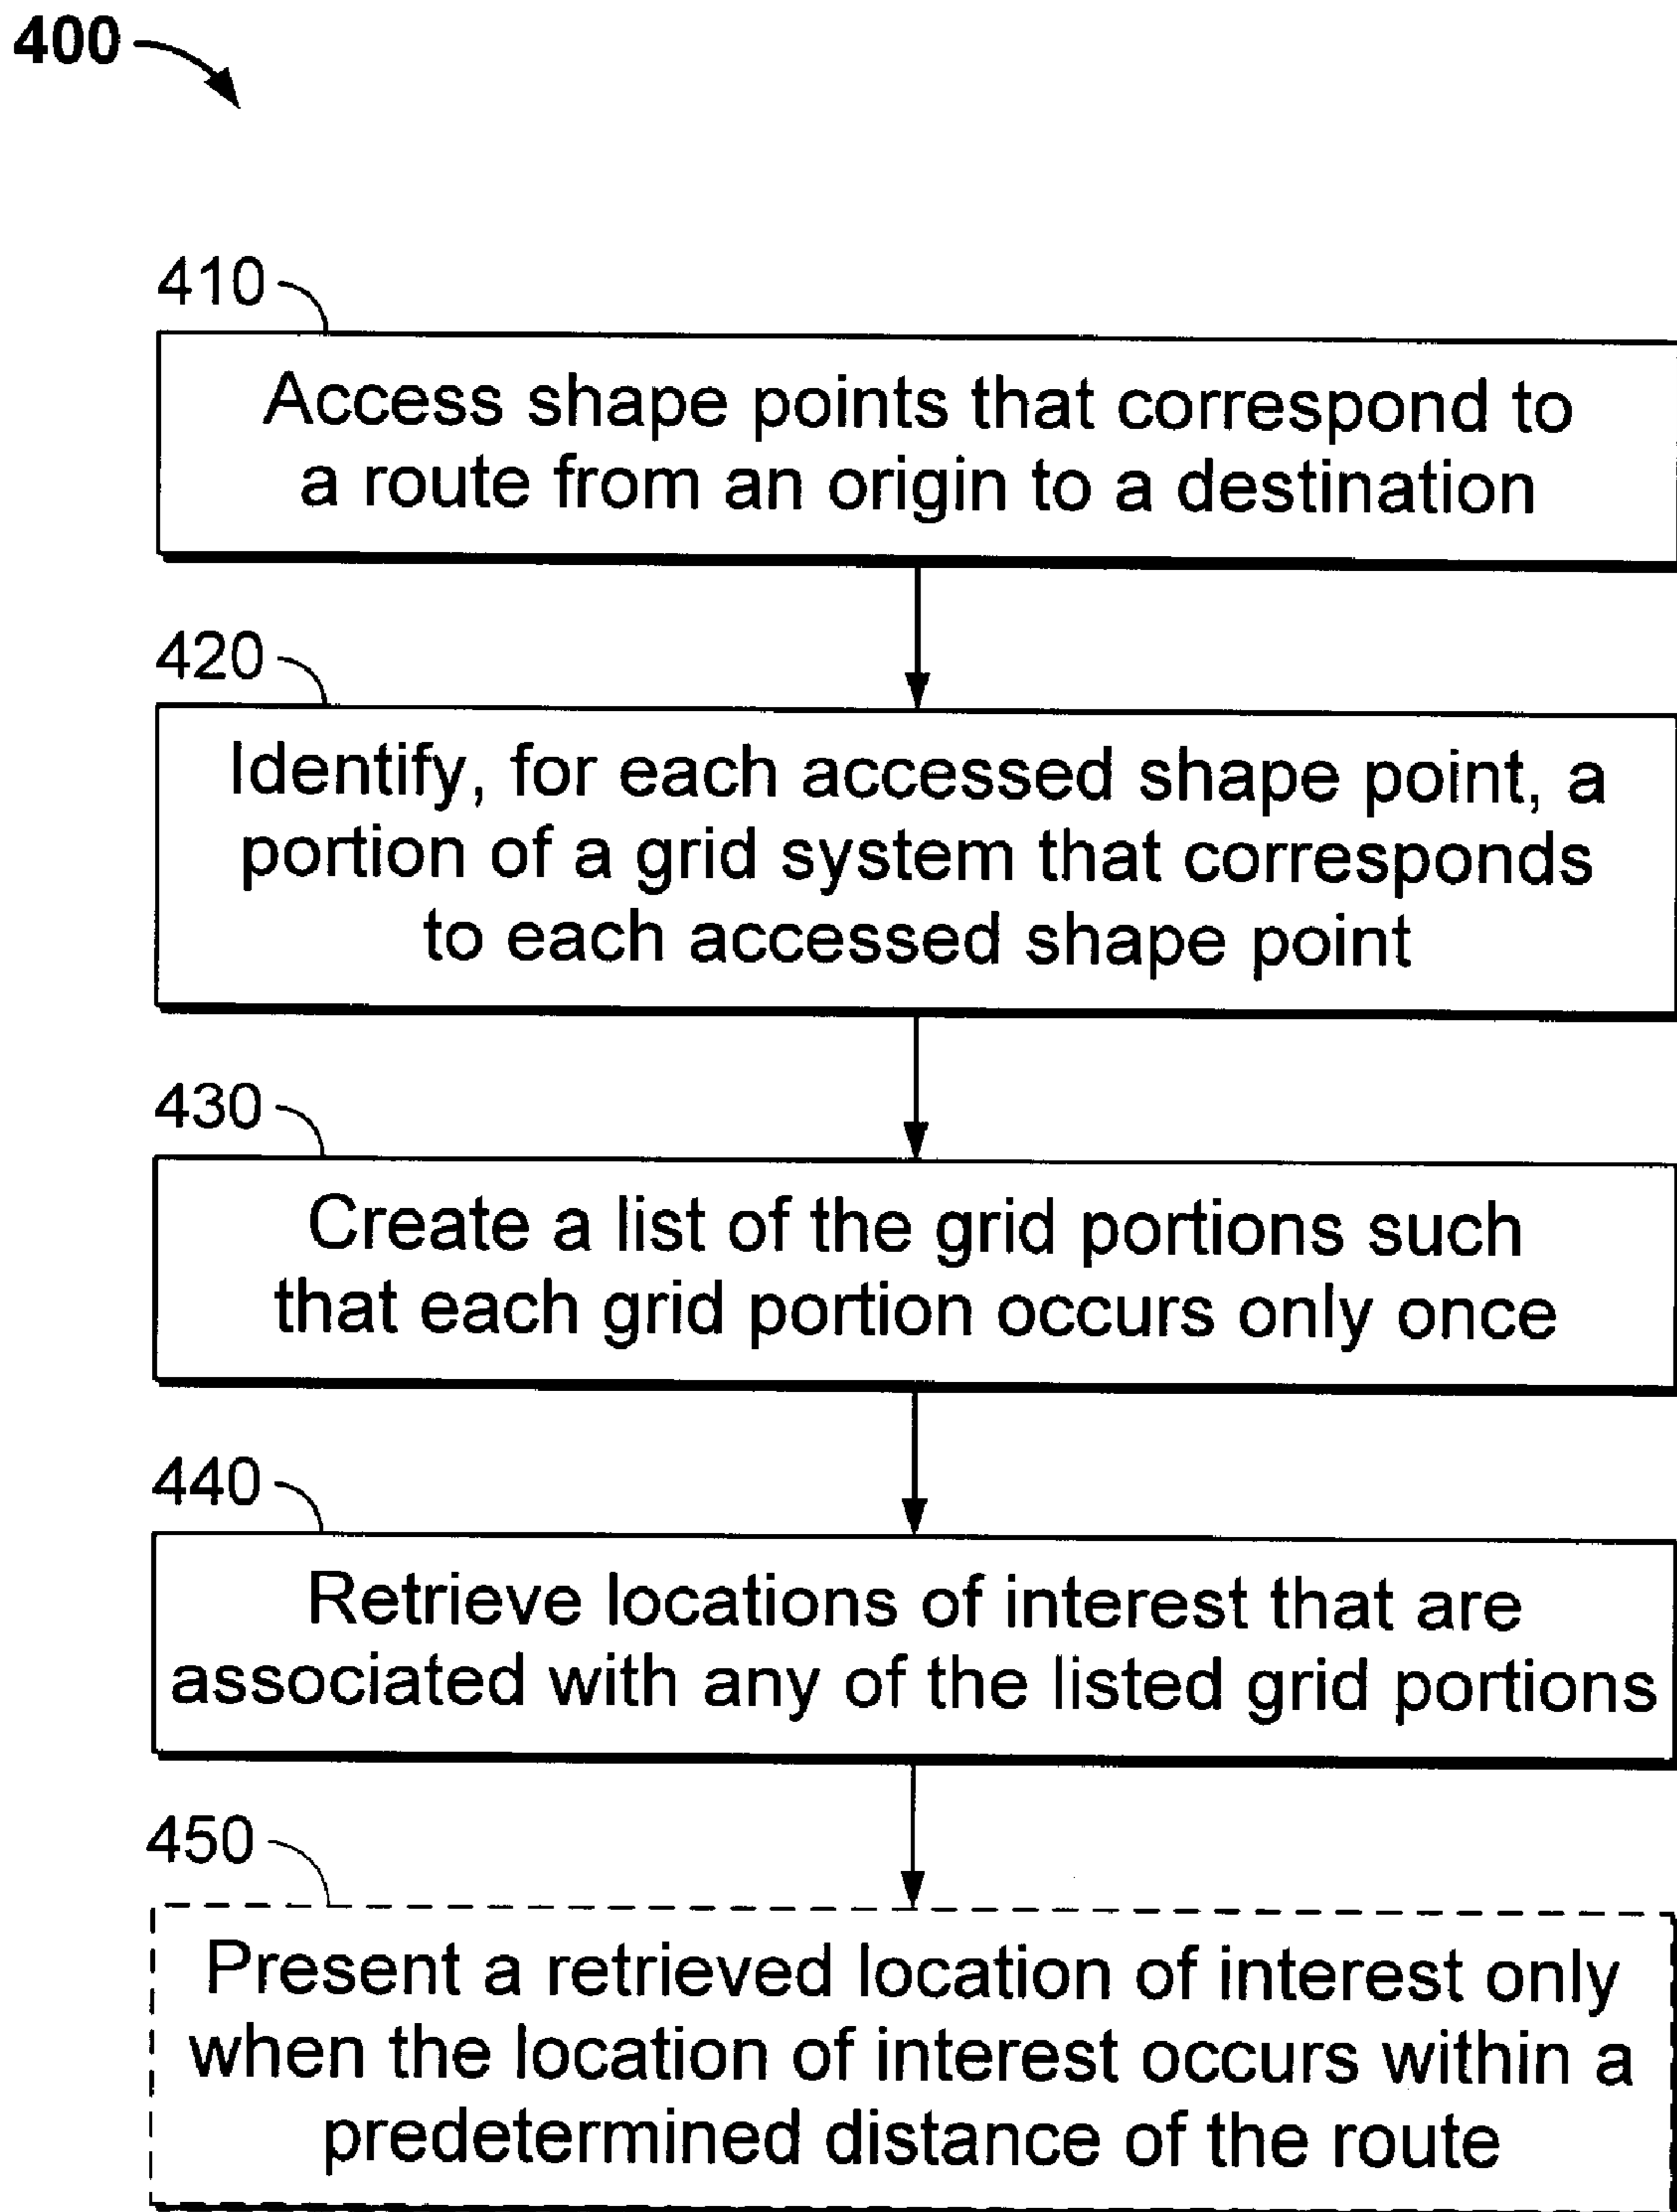 400
410
Access shape points that correspond to
a route from an origin to a destination
420
Identify, for each accessed shape point, a
portion of a grid system that corresponds
to each accessed shape point
430
Create a list of the grid portions such
that each grid portion occurs only once
440
Retrieve locations of interest that are
associated with any of the listed grid portions
450
Present a retrieved location of interest only
when the location of interest occurs within a
predetermined distance of the route